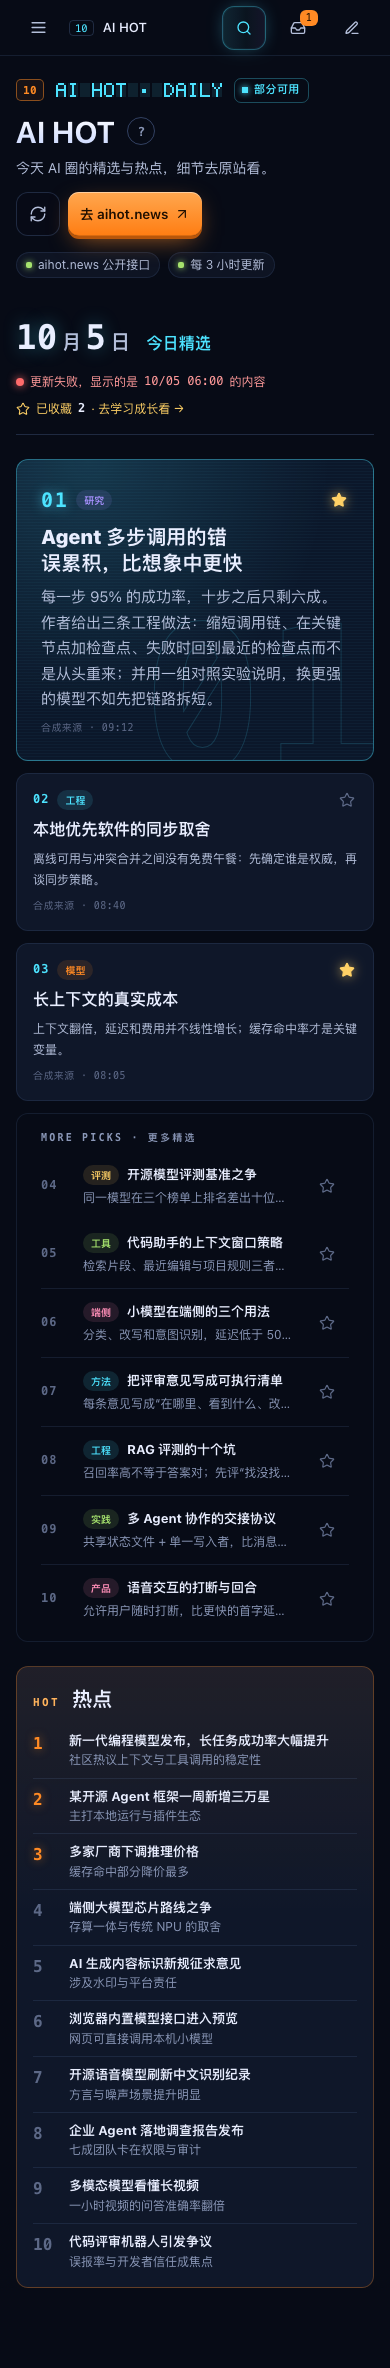 10 AI HOT 1
10 AI HOT · DAILY 部分可用
AI HOT ?
今天 AI 圈的精选与热点，细节去原站看。
去 aihot.news
aihot.news 公开接口 每 3 小时更新
10 月 5 日 今日精选
更新失败，显示的是 10/05 06:00 的内容
已收藏 2 · 去学习成长看 →
01 研究
Agent 多步调用的错
误累积，比想象中更快
每一步 95% 的成功率，十步之后只剩六成。
作者给出三条工程做法：缩短调用链、在关键
节点加检查点、失败时回到最近的检查点而不
是从头重来；并用一组对照实验说明，换更强
的模型不如先把链路拆短。
合成来源 · 09:12
01
02 工程
本地优先软件的同步取舍
离线可用与冲突合并之间没有免费午餐：先确定谁是权威，再
谈同步策略。
合成来源 · 08:40
03 模型
长上下文的真实成本
上下文翻倍，延迟和费用并不线性增长；缓存命中率才是关键
变量。
合成来源 · 08:05
MORE PICKS · 更多精选
04 评测 开源模型评测基准之争
同一模型在三个榜单上排名差出十位…
05 工具 代码助手的上下文窗口策略
检索片段、最近编辑与项目规则三者…
06 端侧 小模型在端侧的三个用法
分类、改写和意图识别，延迟低于 50…
07 方法 把评审意见写成可执行清单
每条意见写成“在哪里、看到什么、改…
08 工程 RAG 评测的十个坑
召回率高不等于答案对；先评“找没找…
09 实践 多 Agent 协作的交接协议
共享状态文件 + 单一写入者，比消息…
10 产品 语音交互的打断与回合
允许用户随时打断，比更快的首字延…
HOT 热点
1 新一代编程模型发布，长任务成功率大幅提升
社区热议上下文与工具调用的稳定性
2 某开源 Agent 框架一周新增三万星
主打本地运行与插件生态
3 多家厂商下调推理价格
缓存命中部分降价最多
4 端侧大模型芯片路线之争
存算一体与传统 NPU 的取舍
5 AI 生成内容标识新规征求意见
涉及水印与平台责任
6 浏览器内置模型接口进入预览
网页可直接调用本机小模型
7 开源语音模型刷新中文识别纪录
方言与噪声场景提升明显
8 企业 Agent 落地调查报告发布
七成团队卡在权限与审计
9 多模态模型看懂长视频
一小时视频的问答准确率翻倍
10 代码评审机器人引发争议
误报率与开发者信任成焦点